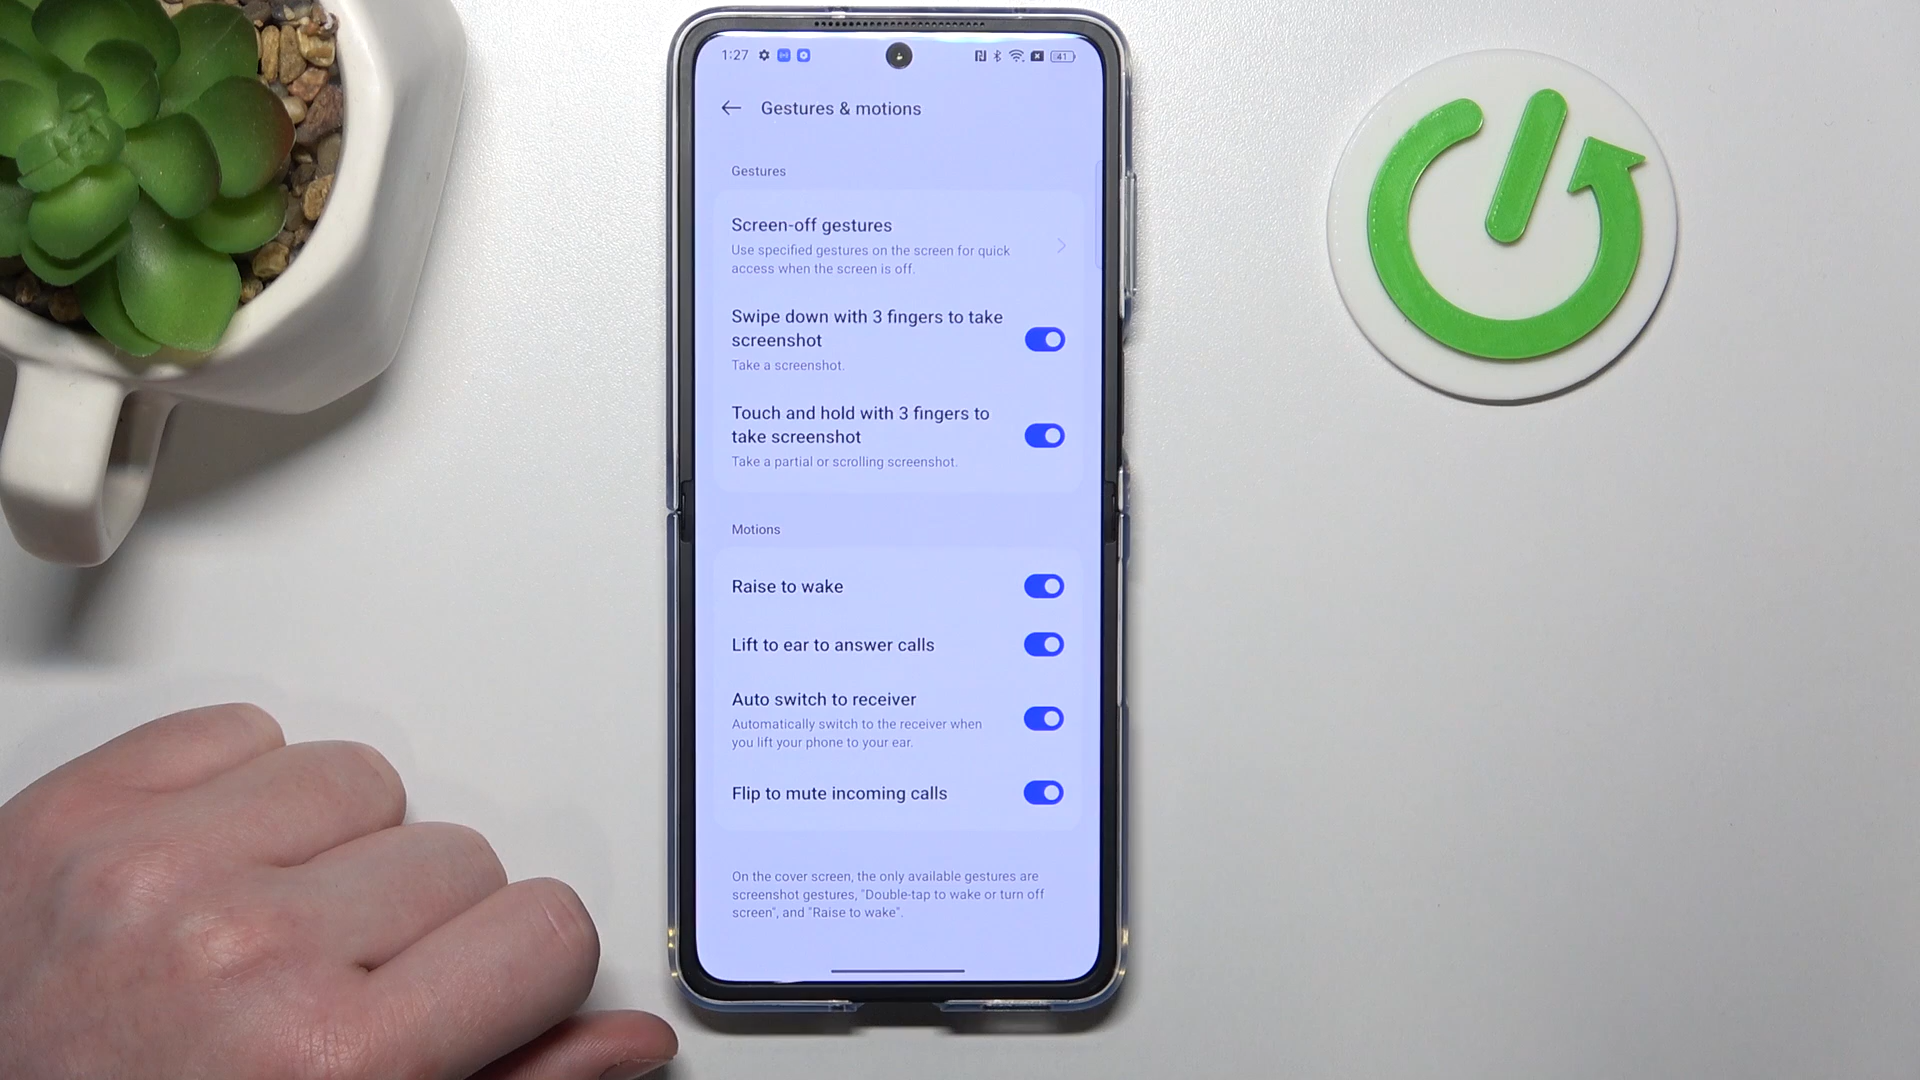 1:27
41
Gestures & motions
Gestures
Screen-off gestures
Use specified gestures on the screen for quick
access when the screen is off.
Swipe down with 3 fingers to take
screenshot
Take a screenshot.
Touch and hold with 3 fingers to
take screenshot
Take a partial or scrolling screenshot.
Motions
Raise to wake
Lift to ear to answer calls
Auto switch to receiver
Automatically switch to the receiver when
you lift your phone to your ear.
Flip to mute incoming calls
On the cover screen, the only available gestures are
screenshot gestures, "Double-tap to wake or turn off
screen", and "Raise to wake".